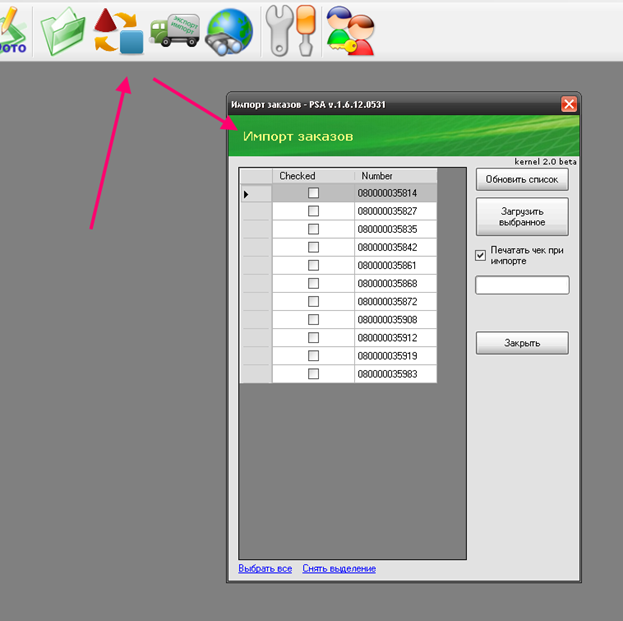 ФОТО
экспорт
импорт
Импорт заказов - PSA v.1.6.12.0531
Импорт заказов
kernel 2.0 beta
Checked Number
080000035814
080000035827
080000035835
080000035842
080000035861
080000035868
080000035872
080000035908
080000035912
080000035919
080000035983
Обновить список
Загрузить
выбранное
Печатать чек при
импорте
Закрыть
Выбрать все Снять выделение